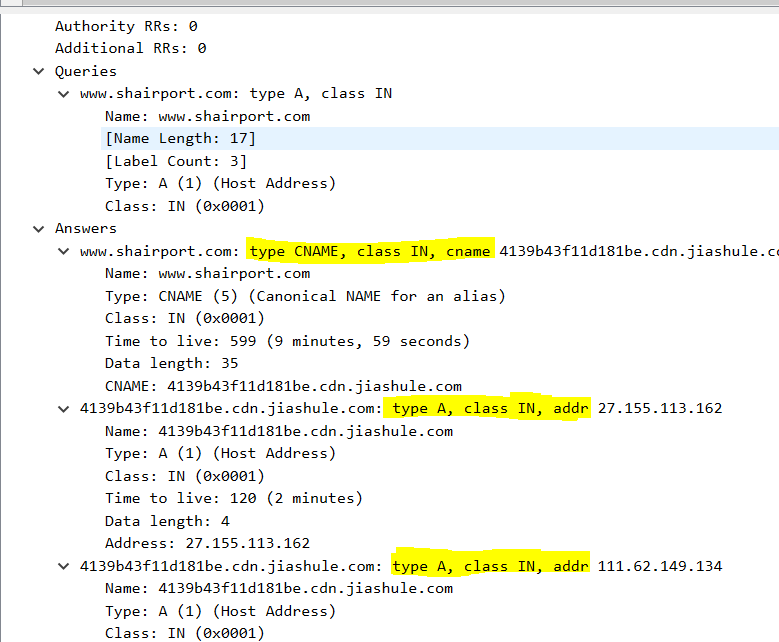 Authority RRs: 0
Additional RRs: 0
Queries
www.shairport.com: type A, class IN
Name: www.shairport.com
[Name Length: 17]
[Label Count: 3]
Type: A (1) (Host Address)
Class: IN (0x0001)
Answers
www.shairport.com: type CNAME, class IN, cname 4139b43f11d181be.cdn.jiashule.c
Name: www.shairport.com
Type: CNAME (5) (Canonical NAME for an alias)
Class: IN (0x0001)
Time to live: 599 (9 minutes, 59 seconds)
Data length: 35
CNAME: 4139b43f11d181be.cdn.jiashule.com
4139b43f11d181be.cdn.jiashule.com: type A, class IN, addr 27.155.113.162
Name: 4139b43f11d181be.cdn.jiashule.com
Type: A (1) (Host Address)
Class: IN (0x0001)
Time to live: 120 (2 minutes)
Data length: 4
Address: 27.155.113.162
4139b43f11d181be.cdn.jiashule.com: type A, class IN, addr 111.62.149.134
Name: 4139b43f11d181be.cdn.jiashule.com
Type: A (1) (Host Address)
Class: IN (0x0001)